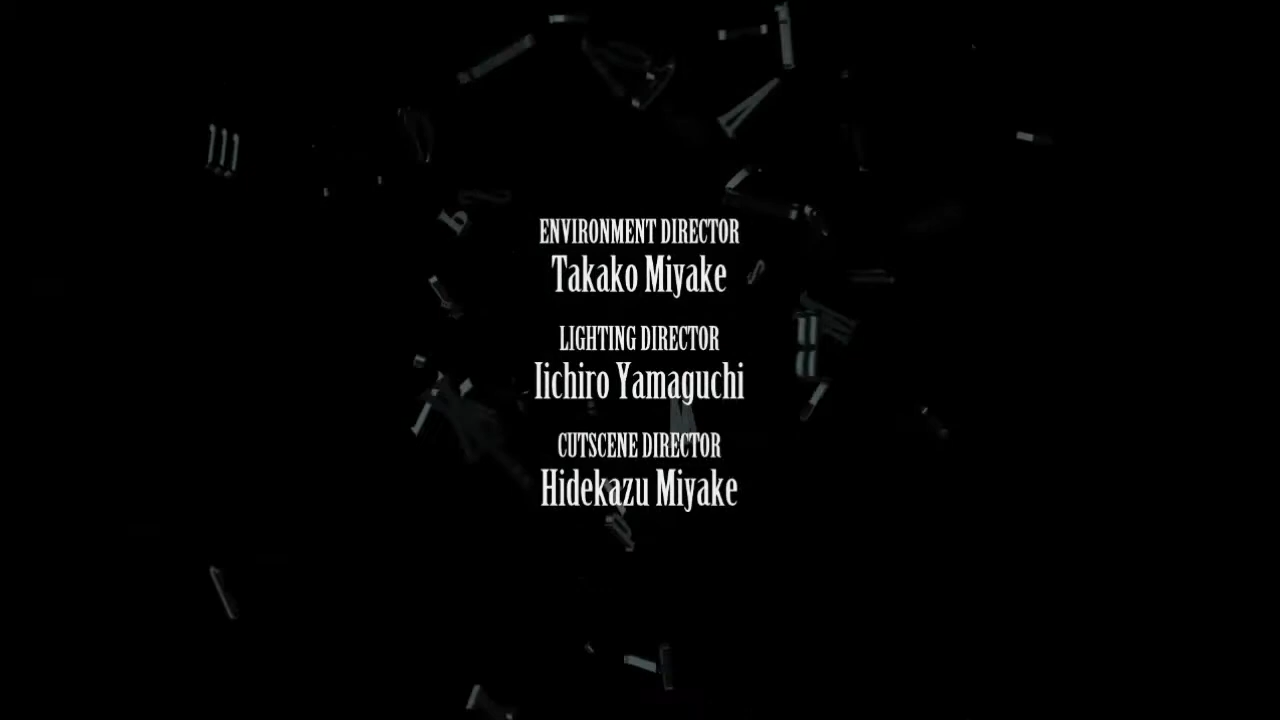 ENVIRONMENT DIRECTOR
Takako Miyake
LIGHTING DIRECTOR
Iichiro Yamaguchi
CUTSCENE DIRECTOR
Hidekazu Miyake